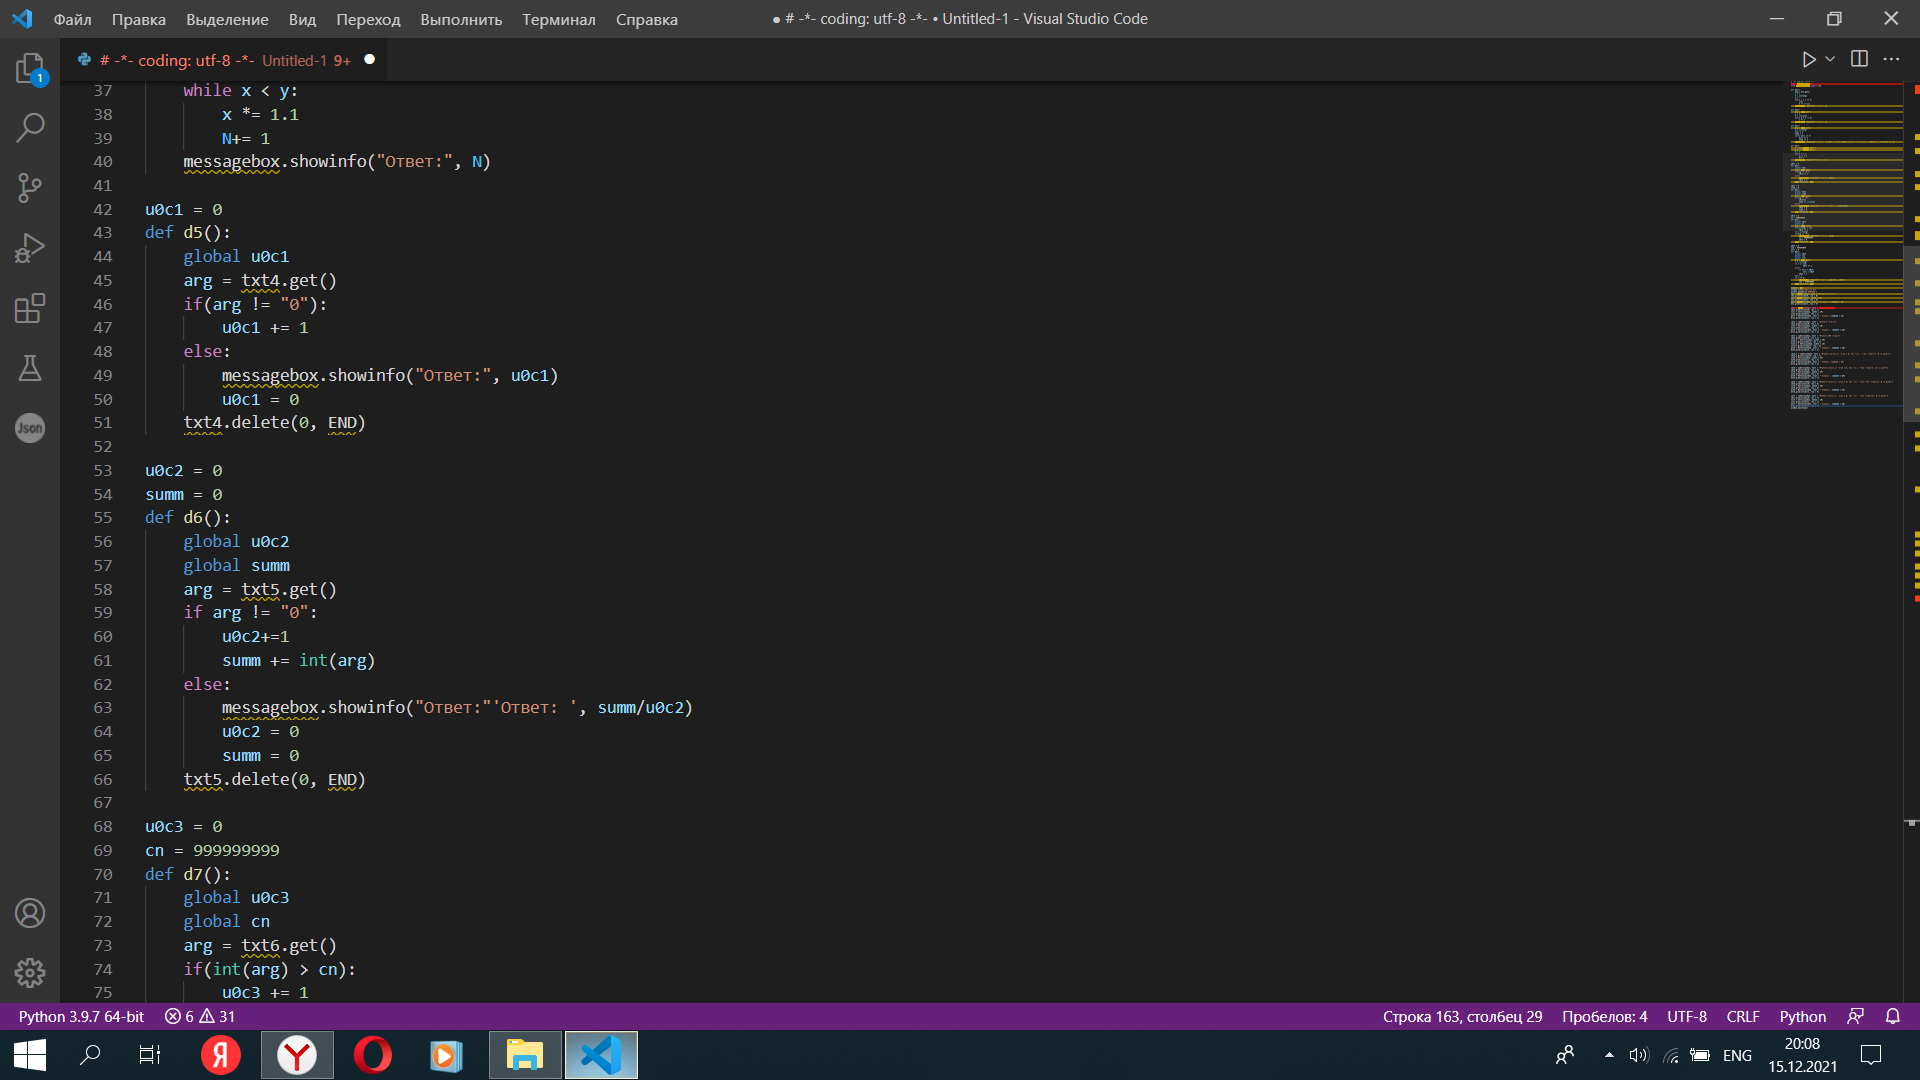 Файл Правка Выделение Вид Переход Выполнить Терминал Справка ● # -*- coding: utf-8 -*- • Untitled-1 - Visual Studio Code
# -*- coding: utf-8 -*- Untitled-1 9+
1
37 while x < y:
38 x *= 1.1
39 N+= 1
40 messagebox.showinfo("Ответ:", N)
41
42 u0c1 = 0
43 def d5():
44 global u0c1
45 arg = txt4.get()
46 if(arg != "0"):
47 u0c1 += 1
48 else:
49 messagebox.showinfo("Ответ:", u0c1)
50 u0c1 = 0
51 txt4.delete(0, END)
52
53 u0c2 = 0
54 summ = 0
55 def d6():
56 global u0c2
57 global summ
58 arg = txt5.get()
59 if arg != "0":
60 u0c2+=1
61 summ += int(arg)
62 else:
63 messagebox.showinfo("Ответ:"'Ответ: ', summ/u0c2)
64 u0c2 = 0
65 summ = 0
66 txt5.delete(0, END)
67
68 u0c3 = 0
69 cn = 999999999
70 def d7():
71 global u0c3
72 global cn
73 arg = txt6.get()
74 if(int(arg) > cn):
75 u0c3 += 1
Json
Python 3.9.7 64-bit 6 31 Строка 163, столбец 29 Пробелов: 4 UTF-8 CRLF Python
Я Y ENG 20:08
15.12.2021